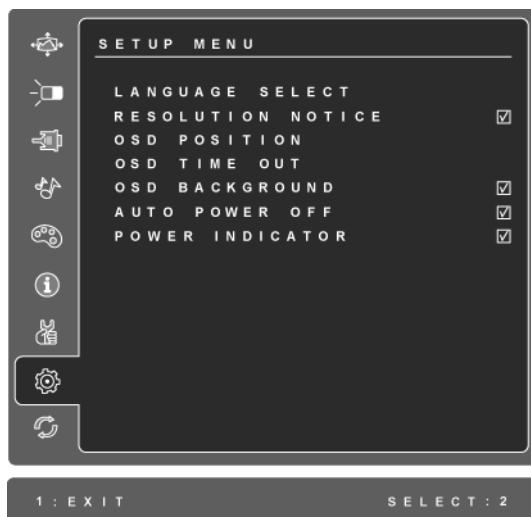 SETUP MENU
LANGUAGE SELECT
RESOLUTION NOTICE
OSD POSITION
OSD TIME OUT
OSD BACKGROUND
AUTO POWER OFF
POWER INDICATOR
1:EXIT SELECT:2